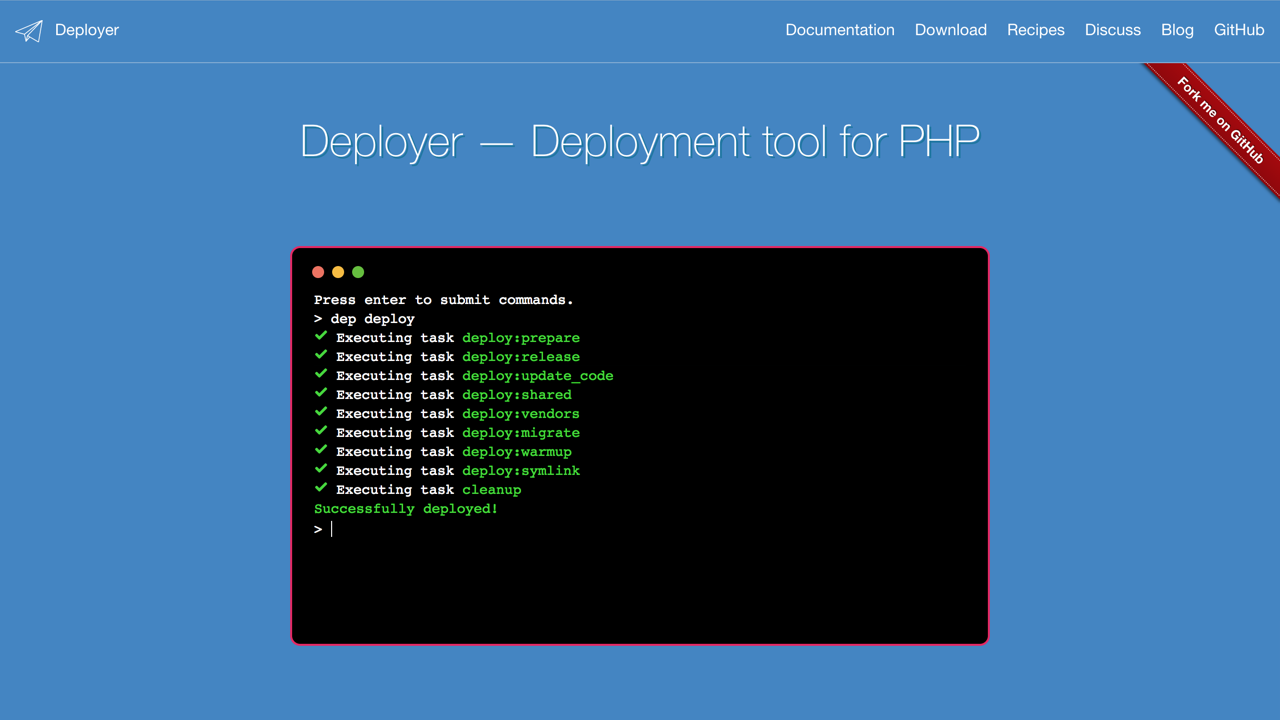 Deployer
Documentation Download Recipes Discuss Blog GitHub
Fork me on GitHub
Deployer — Deployment tool for PHP
Press enter to submit commands.
> dep deploy
✔ Executing task deploy:prepare
✔ Executing task deploy:release
✔ Executing task deploy:update_code
✔ Executing task deploy:shared
✔ Executing task deploy:vendors
✔ Executing task deploy:migrate
✔ Executing task deploy:warmup
✔ Executing task deploy:symlink
✔ Executing task cleanup
Successfully deployed!
>